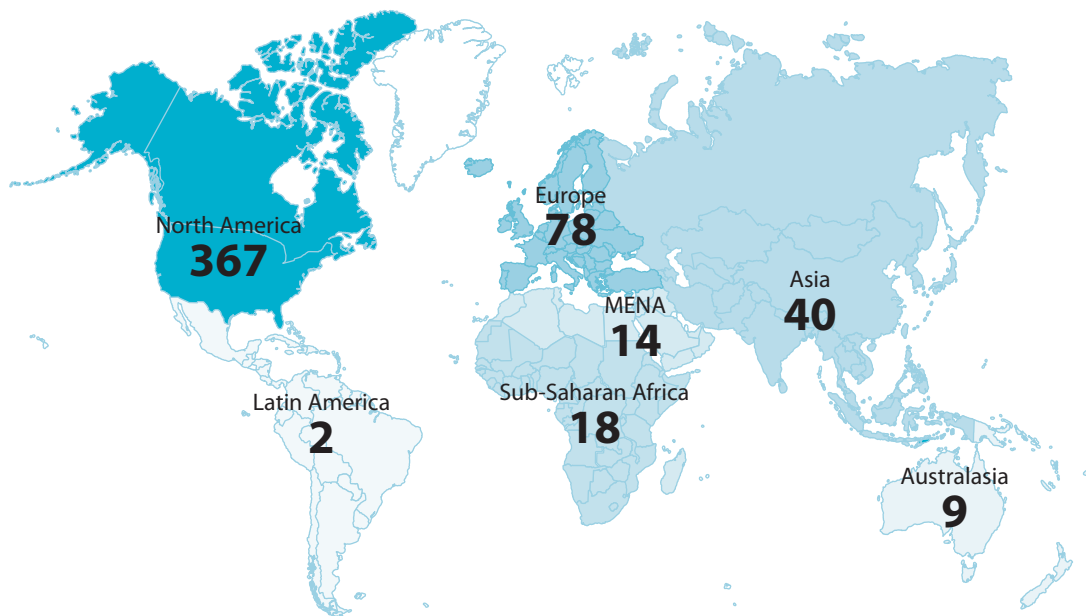 North America
367
Europe
78
Asia
40
MENA
14
Sub-Saharan Africa
18
Latin America
2
Australasia
9